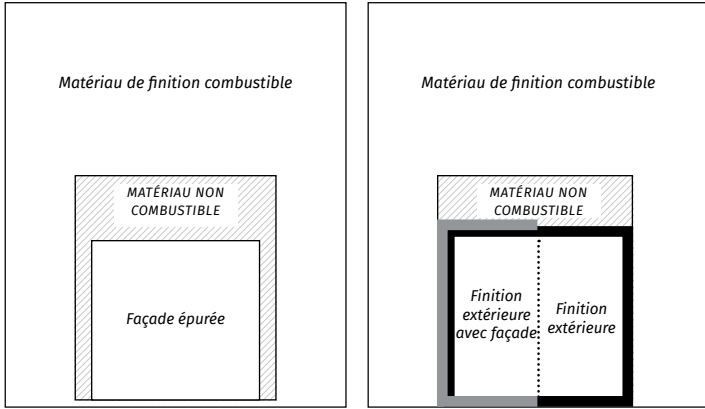 Matériau de finition combustible
MATÉRIAU NON
COMBUSTIBLE
Façade épurée
Matériau de finition combustible
MATÉRIAU NON
COMBUSTIBLE
Finition
extérieure
avec façade
Finition
extérieure